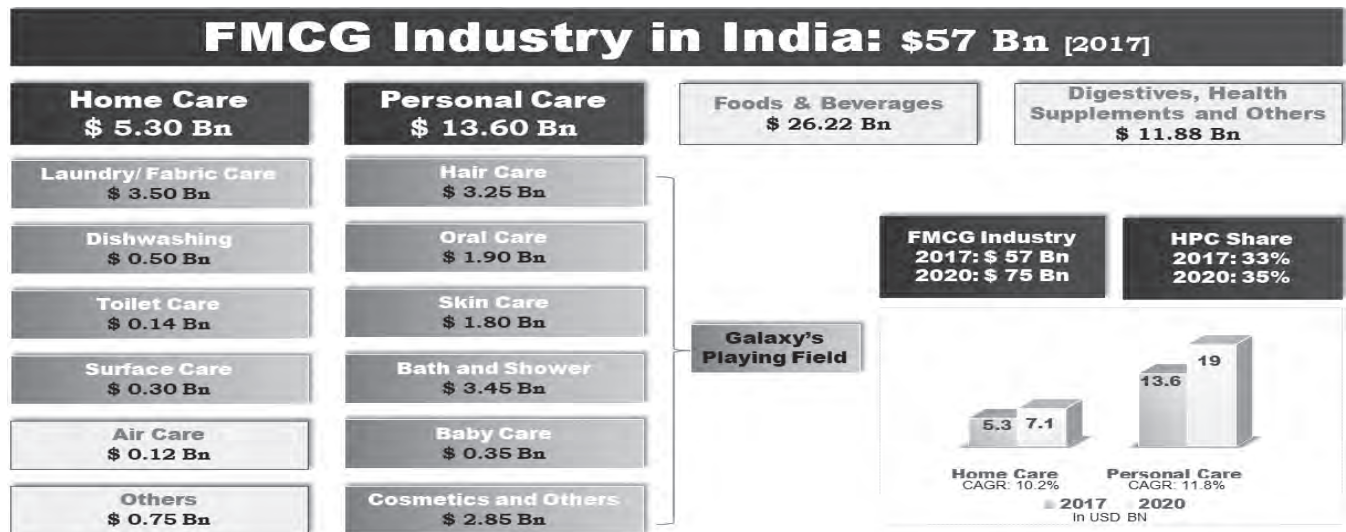 FMCG Industry in India: $57 Bn [2017]
Home Care
$ 5.30 Bn
Personal Care
$ 13.60 Bn
Foods & Beverages
$ 26.22 Bn
Digestives, Health
Supplements and Others
$ 11.88 Bn
Laundry/ Fabric Care
$ 3.50 Bn
Dishwashing
$ 0.50 Bn
Toilet Care
$ 0.14 Bn
Surface Care
$ 0.30 Bn
Air Care
$ 0.12 Bn
Others
$ 0.75 Bn
Hair Care
$ 3.25 Bn
Oral Care
$ 1.90 Bn
Skin Care
$ 1.80 Bn
Bath and Shower
$ 3.45 Bn
Baby Care
$ 0.35 Bn
Cosmetics and Others
$ 2.85 Bn
Galaxy's
Playing Field
FMCG Industry
2017: $ 57 Bn
2020: $ 75 Bn
HPC Share
2017: 33%
2020: 35%
5.3 7.1
13.6 19
Home Care
CAGR: 10.2%
Personal Care
CAGR: 11.8%
2017 2020
In USD BN